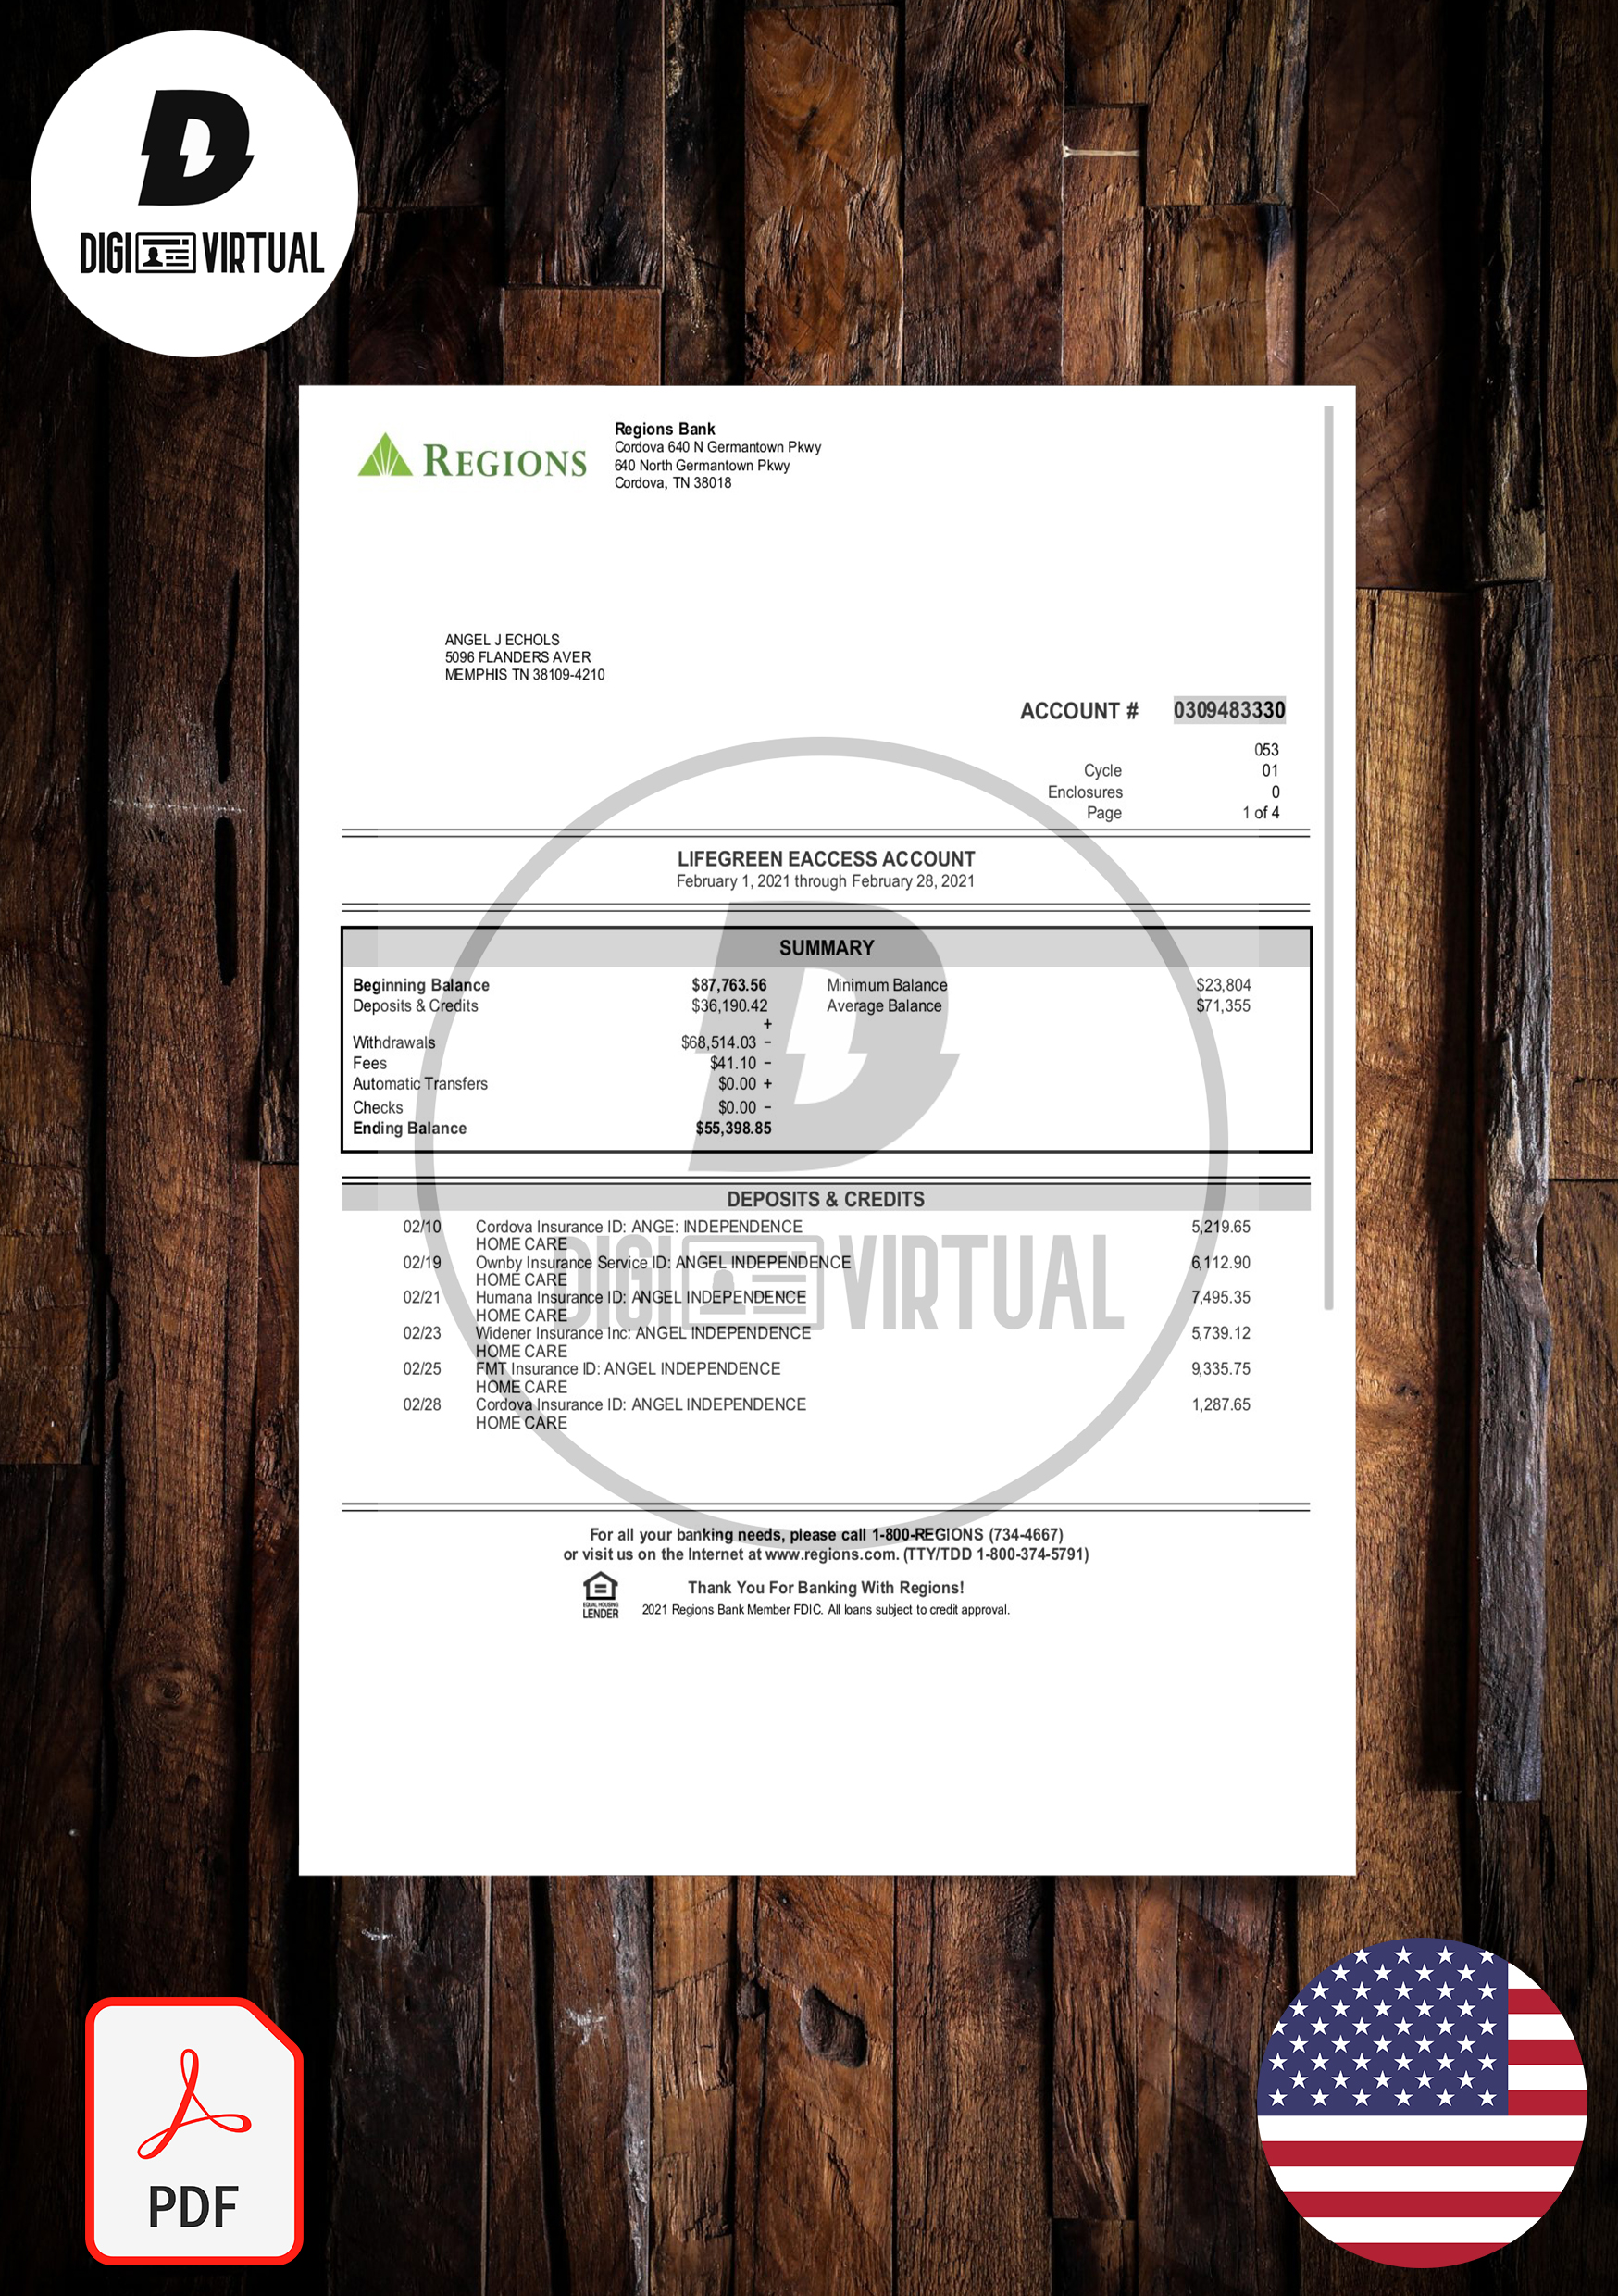 DIGI VIRTUAL
REGIONS
Regions Bank
Cordova 640 N Germantown Pkwy
640 North Germantown Pkwy
Cordova, TN 38018
ANGEL J ECHOLS
5096 FLANDERS AVER
MEMPHIS TN 38109-4210
ACCOUNT # 0309483330
053
Cycle 01
Enclosures 0
Page 1 of 4
LIFEGREEN EACCESS ACCOUNT
February 1, 2021 through February 28, 2021
SUMMARY
Beginning Balance $87,763.56 Minimum Balance $23,804
Deposits & Credits $36,190.42 Average Balance $71,355
+
Withdrawals $68,514.03 -
Fees $41.10 -
Automatic Transfers $0.00 +
Checks $0.00 -
Ending Balance $55,398.85
DEPOSITS & CREDITS
02/10 Cordova Insurance ID: ANGE: INDEPENDENCE 5,219.65
HOME CARE
02/19 Ownby Insurance Service ID: ANGEL INDEPENDENCE 6,112.90
HOME CARE
02/21 Humana Insurance ID: ANGEL INDEPENDENCE 7,495.35
HOME CARE
02/23 Widener Insurance Inc: ANGEL INDEPENDENCE 5,739.12
HOME CARE
02/25 FMT Insurance ID: ANGEL INDEPENDENCE 9,335.75
HOME CARE
02/28 Cordova Insurance ID: ANGEL INDEPENDENCE 1,287.65
HOME CARE
DIGI VIRTUAL
For all your banking needs, please call 1-800-REGIONS (734-4667)
or visit us on the Internet at www.regions.com. (TTY/TDD 1-800-374-5791)
Thank You For Banking With Regions!
EQUAL HOUSING
LENDER
2021 Regions Bank Member FDIC. All loans subject to credit approval.
PDF